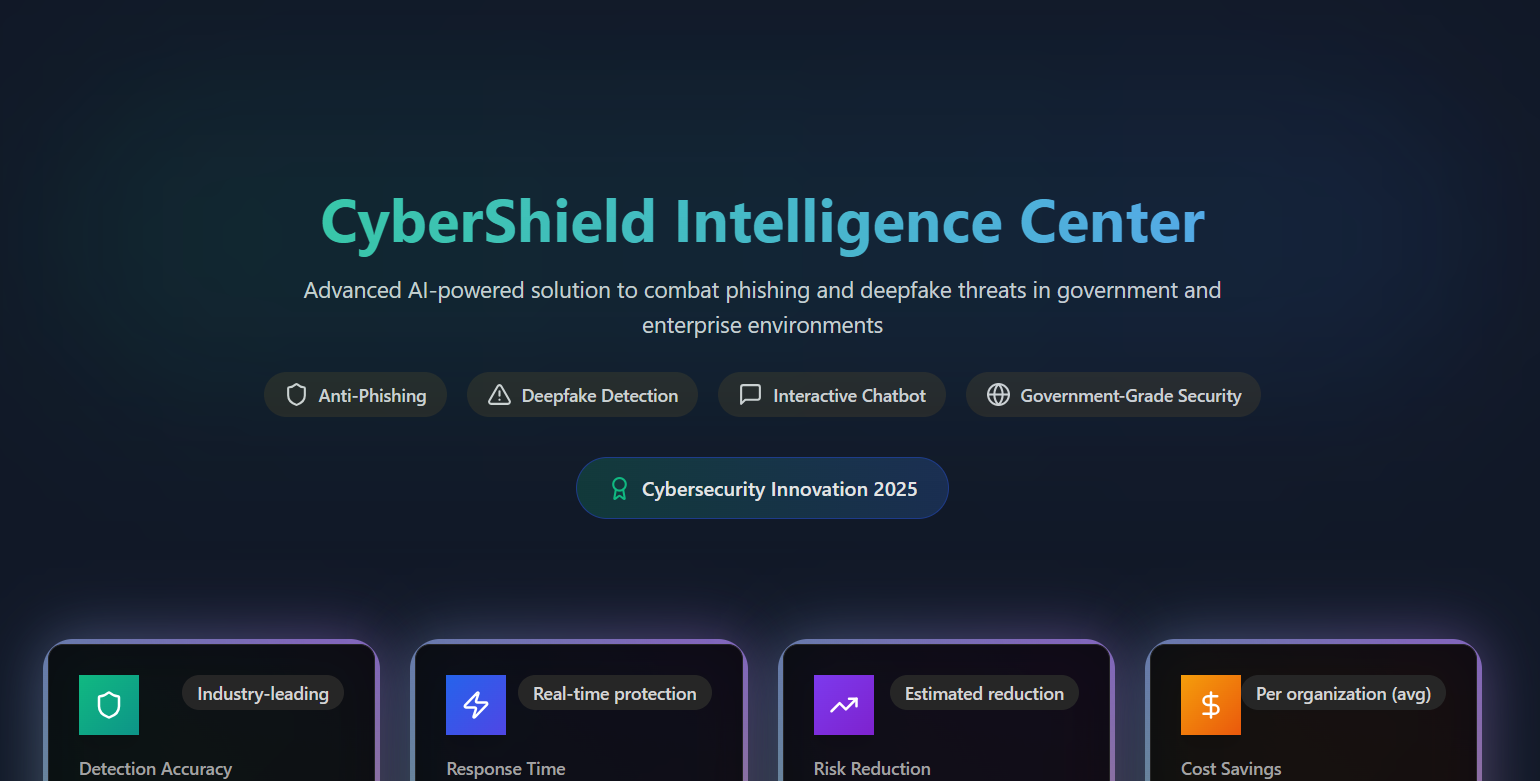 CyberShield Intelligence Center
Advanced AI-powered solution to combat phishing and deepfake threats in government and
enterprise environments
Anti-Phishing
Deepfake Detection
Interactive Chatbot
Government-Grade Security
Cybersecurity Innovation 2025
Industry-leading
Real-time protection
Estimated reduction
Per organization (avg)
Detection Accuracy
Response Time
Risk Reduction
Cost Savings